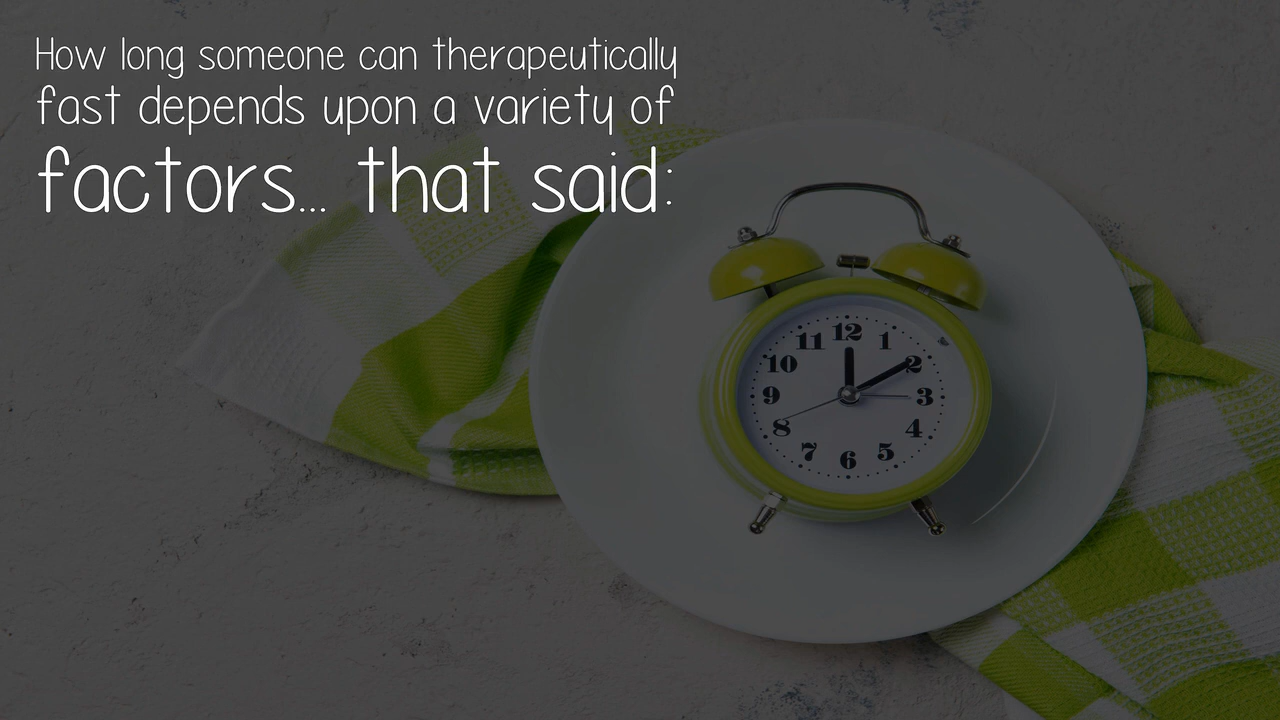 How long someone can therapeutically
fast depends upon a variety of
factors... that said:
12
11 1
10 2
9 3
8 4
7 5
6